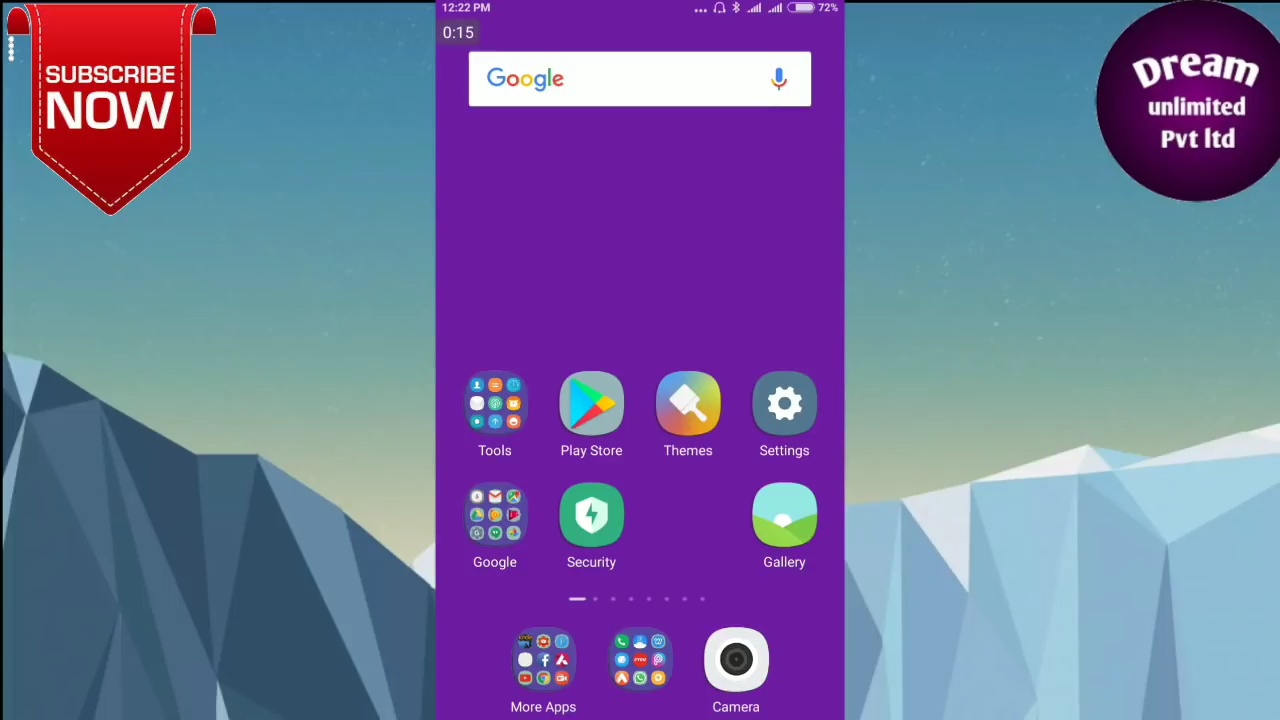 SUBSCRIBE
NOW
12:22 PM
72%
0:15
Google
Dream
unlimited
Pvt ltd
Tools
Play Store
Themes
Settings
Google
Security
Gallery
More Apps
Camera